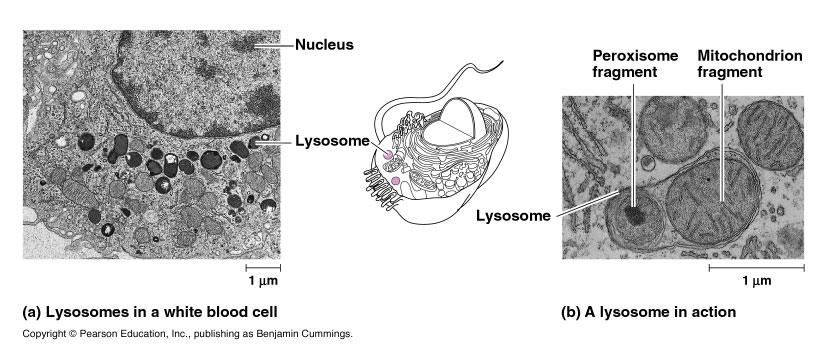 Nucleus
Lysosome
1 µm
(a) Lysosomes in a white blood cell
Copyright © Pearson Education, Inc., publishing as Benjamin Cummings.
Peroxisome
fragment
Mitochondrion
fragment
Lysosome
1 µm
(b) A lysosome in action